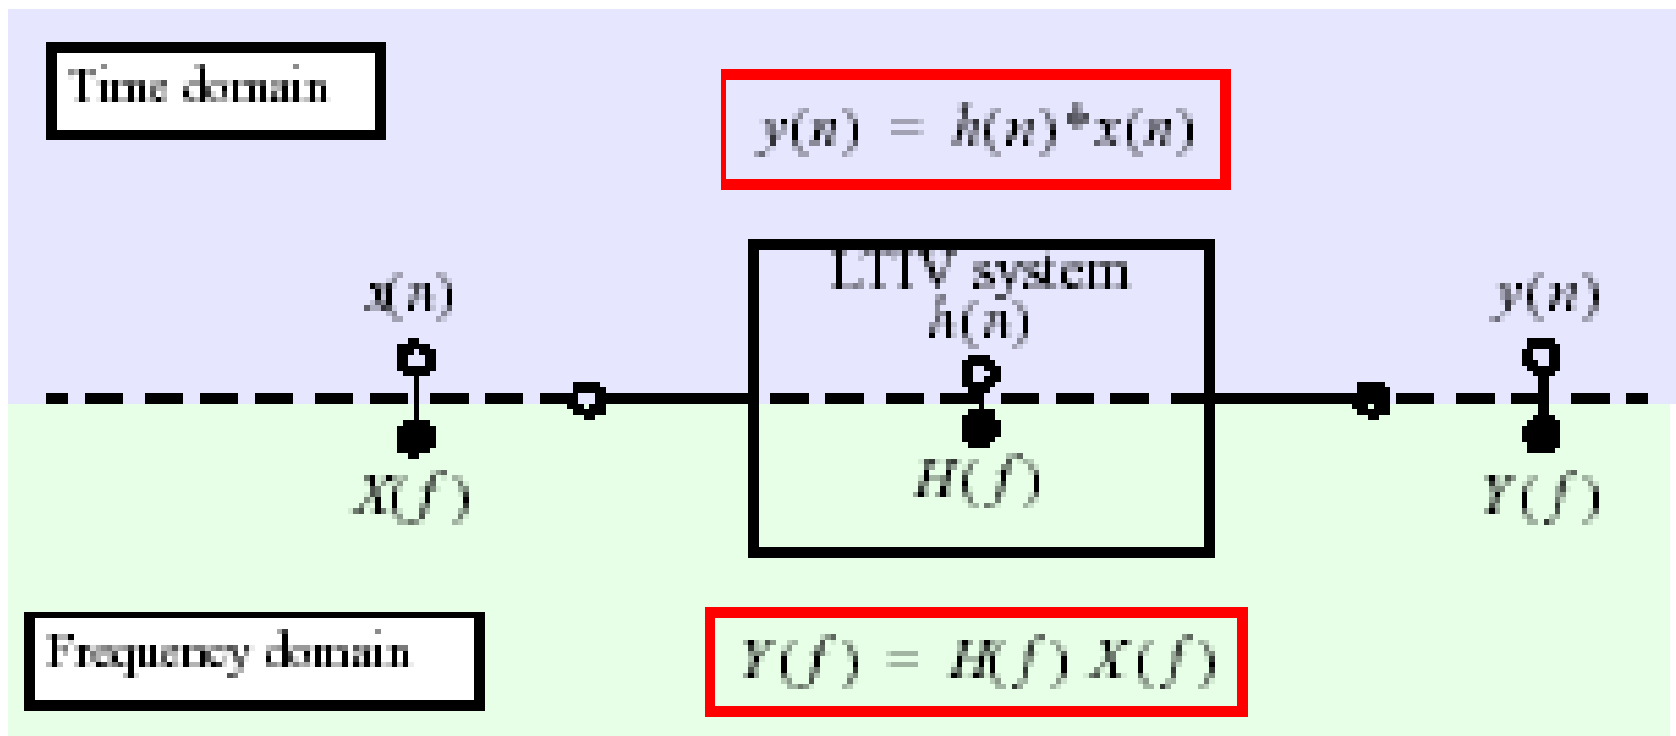 Time domain
y(n) = h(n)*x(n)
LTIV system
x(n)
h(n)
y(n)
X(f)
H(f)
Y(f)
Frequency domain
Y(f) = H(f) X(f)